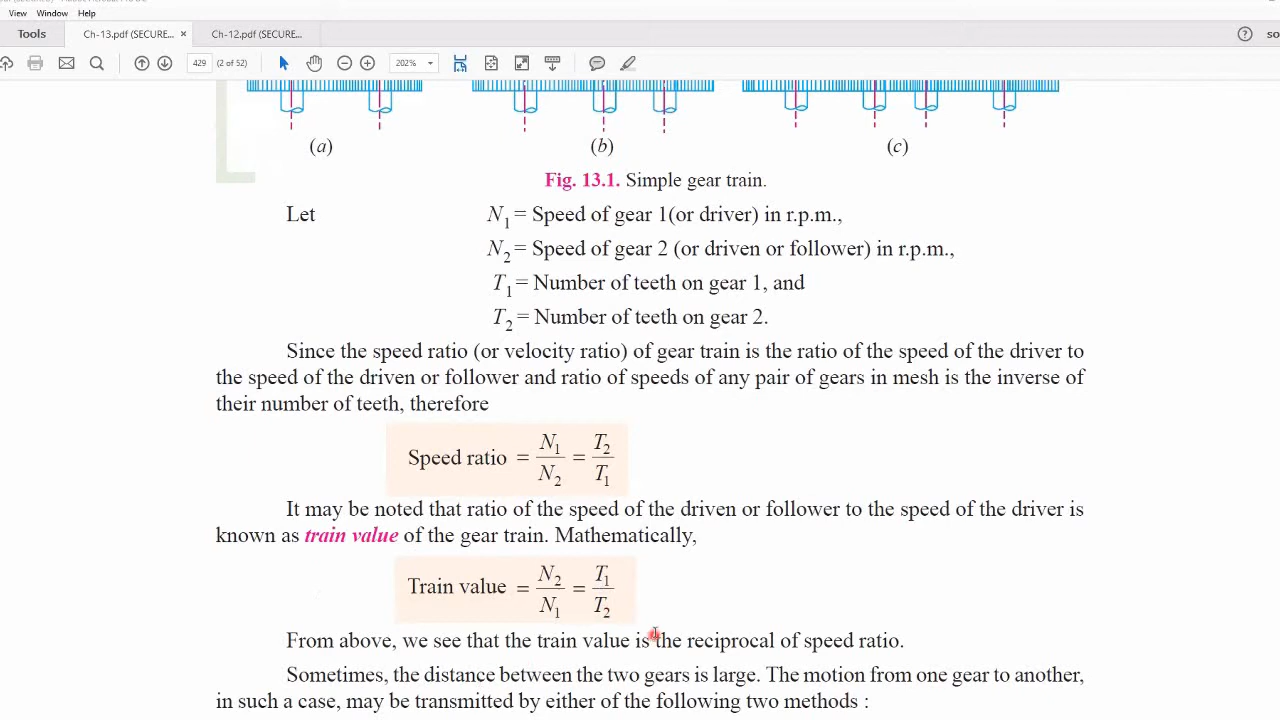 View Window Help
Tools Ch-13.pdf (SECURE... × Ch-12.pdf (SECURE...
429 (2 of 52) 202%
(a) (b) (c)
Fig. 13.1. Simple gear train.
Let N1 = Speed of gear 1(or driver) in r.p.m.,
N2 = Speed of gear 2 (or driven or follower) in r.p.m.,
T1 = Number of teeth on gear 1, and
T2 = Number of teeth on gear 2.
Since the speed ratio (or velocity ratio) of gear train is the ratio of the speed of the driver to
the speed of the driven or follower and ratio of speeds of any pair of gears in mesh is the inverse of
their number of teeth, therefore
Speed ratio = N1/N2 = T2/T1
It may be noted that ratio of the speed of the driven or follower to the speed of the driver is
known as train value of the gear train. Mathematically,
Train value = N2/N1 = T1/T2
From above, we see that the train value is the reciprocal of speed ratio.
Sometimes, the distance between the two gears is large. The motion from one gear to another,
in such a case, may be transmitted by either of the following two methods :